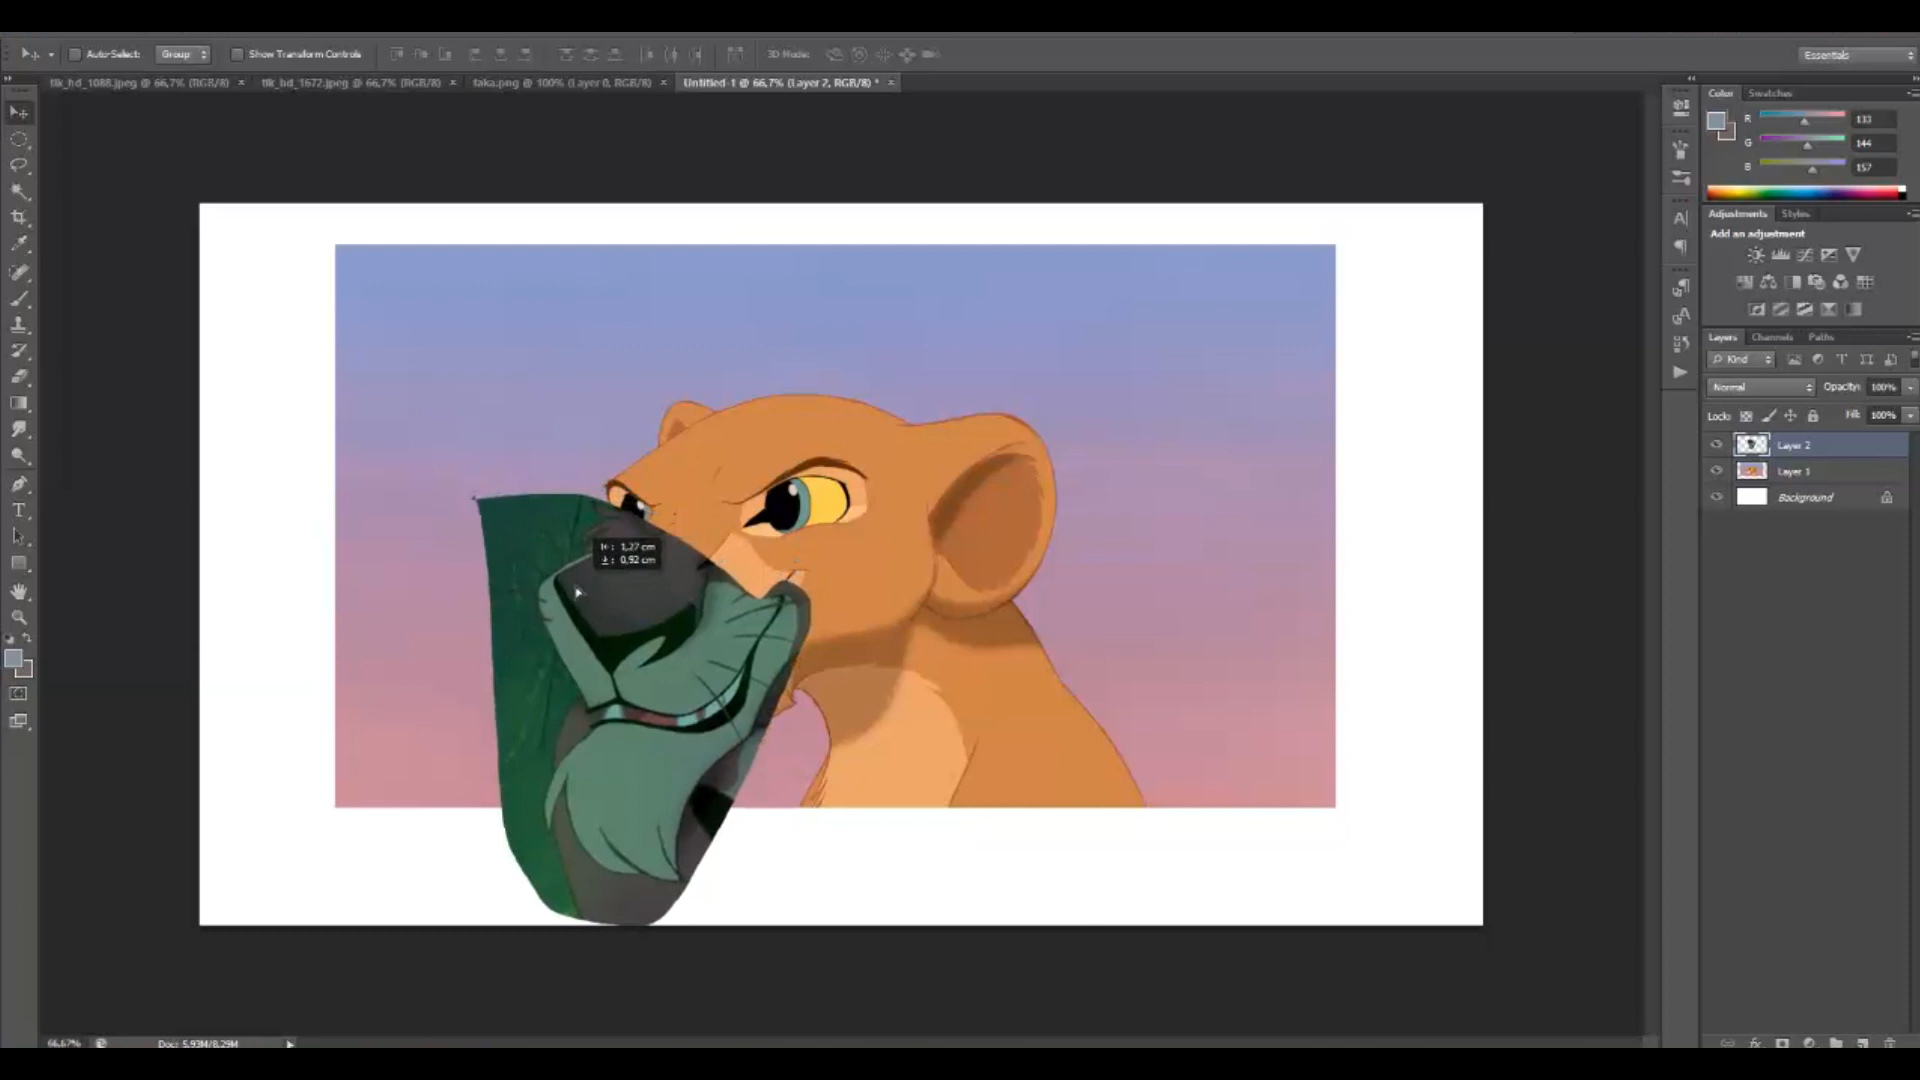 Auto-Select: Group Show Transform Controls 3D Mode: Essentials
tlk_hd_1088.jpeg @ 66,7% (RGB/8) × tlk_hd_1672.jpeg @ 66,7% (RGB/8) × taka.png @ 100% (Layer 0, RGB/8) × Untitled-1 @ 66,7% (Layer 2, RGB/8) * ×
Color Swatches
R 133
G 144
B 157
Adjustments Styles
Add an adjustment
Layers Channels Paths
Kind
Normal Opacity: 100%
Lock: Fill: 100%
Layer 2
Layer 1
Background
1,27 cm
0,92 cm
66,67% Doc: 5,93M/8,29M